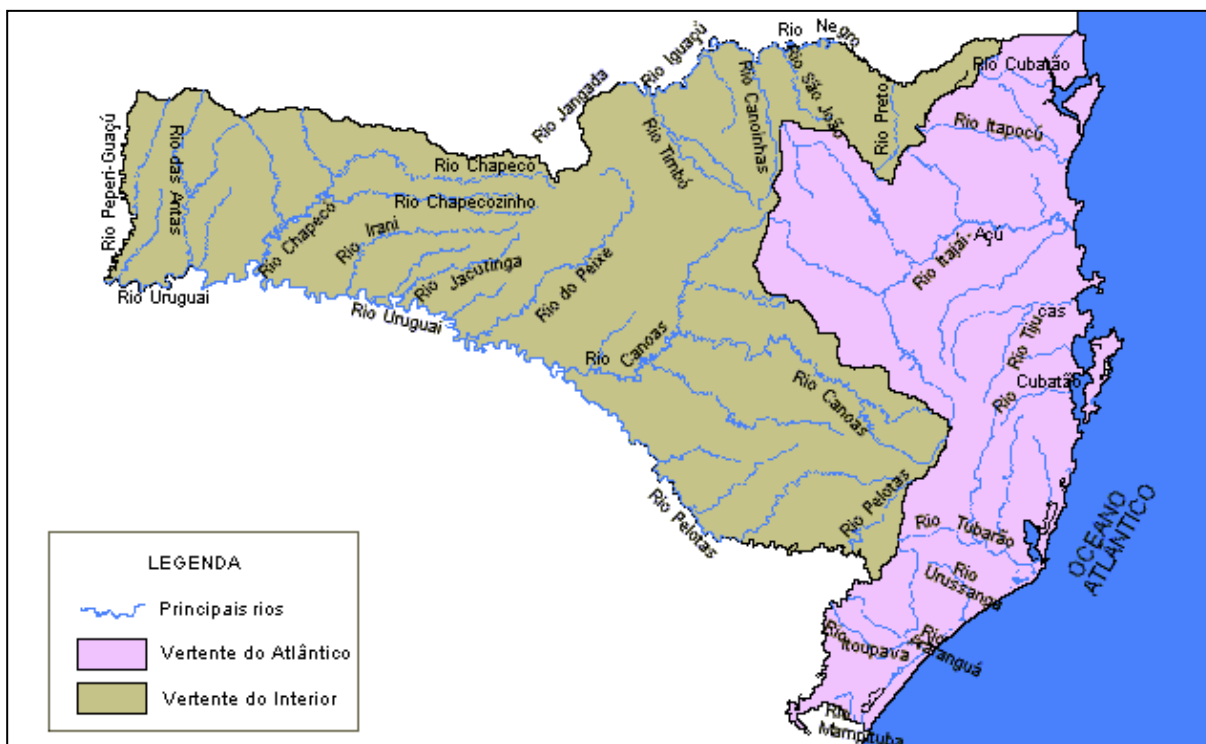 Rio Negro
Rio Iguaçú
Rio Jangada
Rio Cubatão
Rio São João
Rio Canoinhas
Rio Preto
Rio Itapocú
Rio Timbó
Rio Peperi-Guaçú
Rio das Antas
Rio Chapecó
Rio Chapecozinho
Rio Chapecó
Rio Irani
Rio Jacutinga
Rio do Peixe
Rio Itajaí-Açú
Rio Uruguai
Rio Uruguai
Rio Tijucas
Rio Canoas
Rio Canoas
Rio Cubatão
Rio Pelotas
Rio Pelotas
Rio Tubarão
Rio Urussanga
Rio Itoupava
Rio Araranguá
Rio Mampituba
OCEANO
ATLÂNTICO
LEGENDA
Principais rios
Vertente do Atlântico
Vertente do Interior